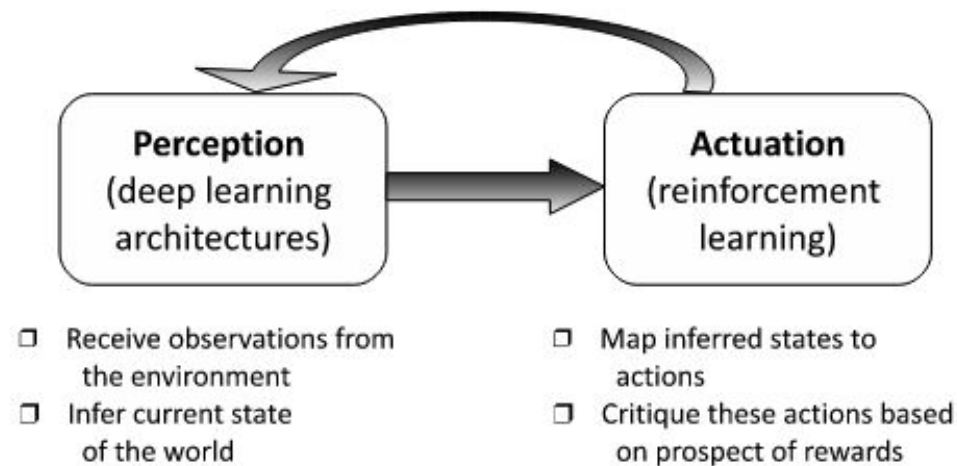 Perception
(deep learning
architectures)
Actuation
(reinforcement
learning)
❐ Receive observations from
the environment
❐ Infer current state
of the world
❐ Map inferred states to
actions
❐ Critique these actions based
on prospect of rewards